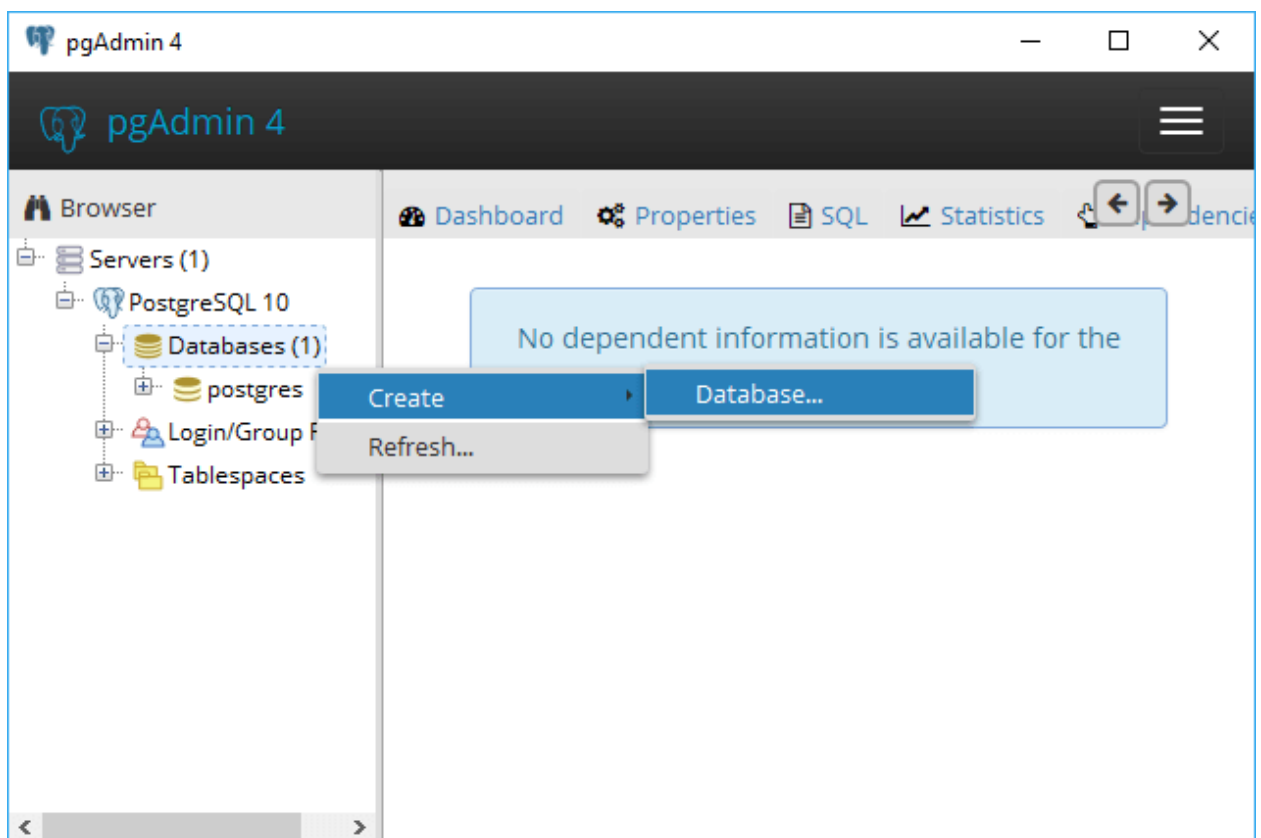 pgAdmin 4
pgAdmin 4
Browser
Dashboard Properties SQL Statistics
Servers (1)
PostgreSQL 10
Databases (1)
postgres
Login/Group
Tablespaces
No dependent information is available for the
Create
Database...
Refresh...